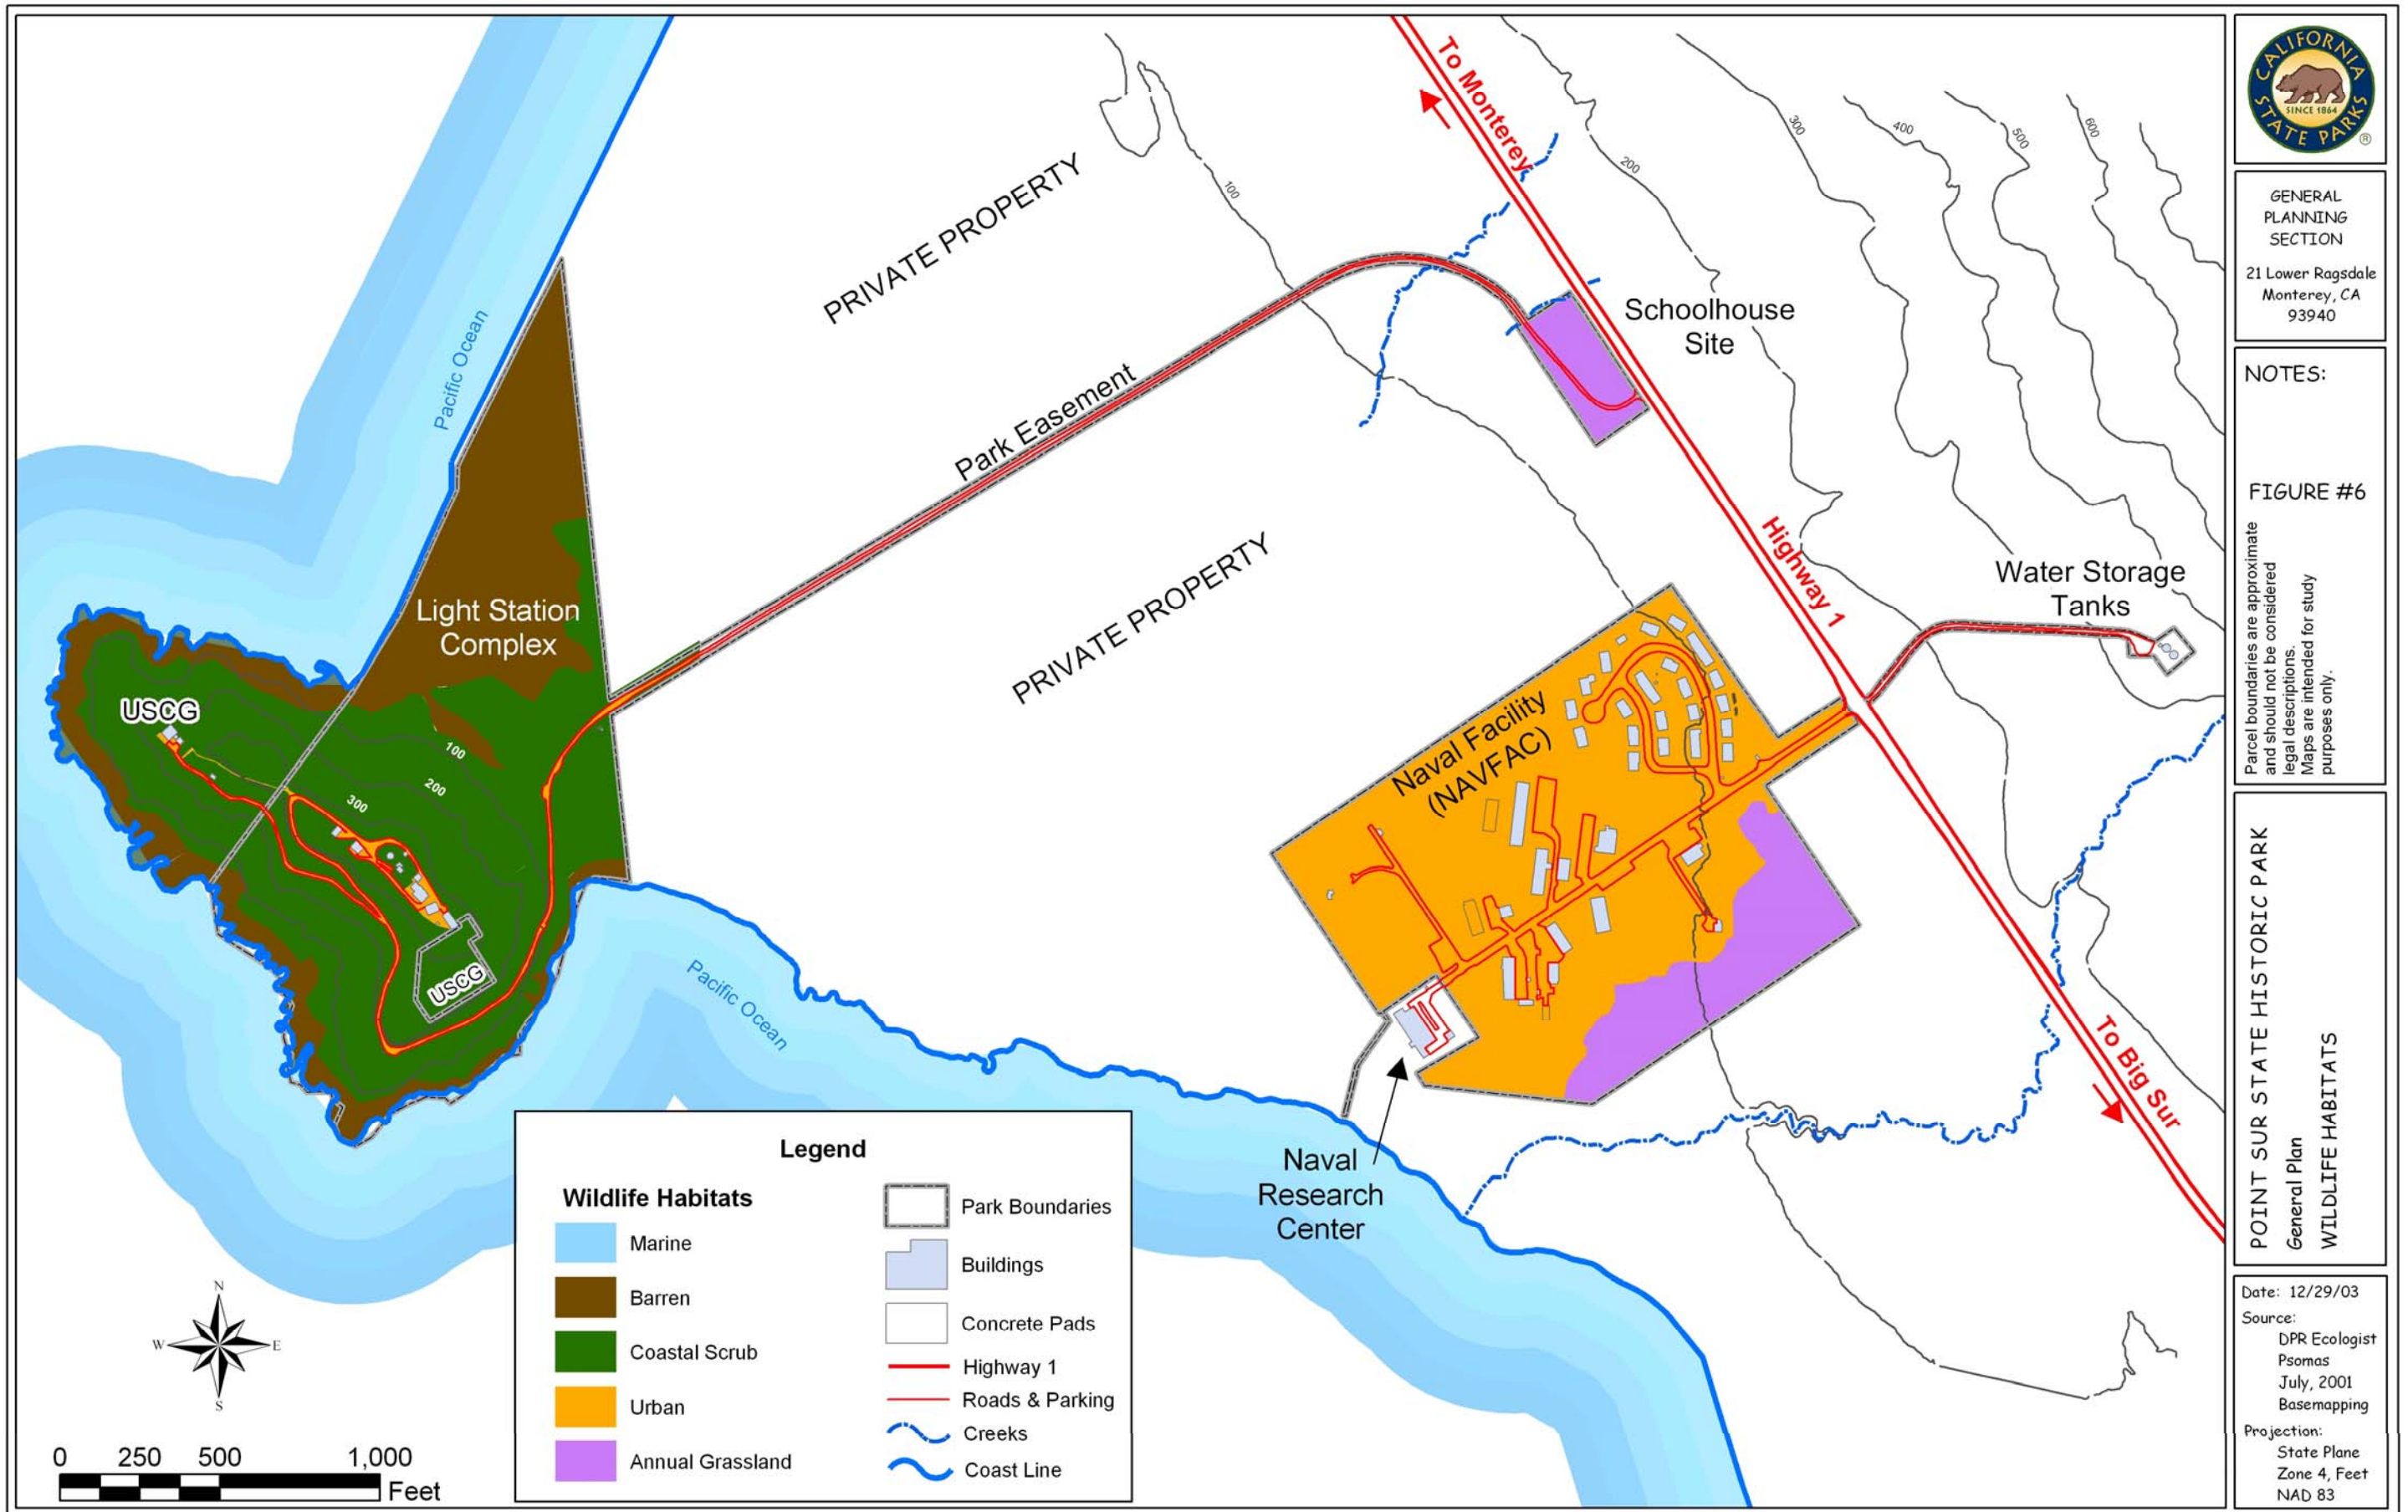 To Monterey
300
400
500
600
200
100
PRIVATE PROPERTY
Pacific Ocean
Schoolhouse
Site
Park Easement
Highway 1
PRIVATE PROPERTY
Water Storage
Tanks
Light Station
Complex
USCG
100
200
300
USCG
Naval Facility
(NAVFAC)
Pacific Ocean
To Big Sur
Naval
Research
Center
Legend
Wildlife Habitats
Marine
Barren
Coastal Scrub
Urban
Annual Grassland
Park Boundaries
Buildings
Concrete Pads
Highway 1
Roads & Parking
Creeks
Coast Line
N
W
E
S
0 250 500 1,000
Feet
CALIFORNIA
SINCE 1864
STATE PARKS
®
GENERAL
PLANNING
SECTION
21 Lower Ragsdale
Monterey, CA
93940
NOTES:
FIGURE #6
Parcel boundaries are approximate
and should not be considered
legal descriptions.
Maps are intended for study
purposes only.
POINT SUR STATE HISTORIC PARK
General Plan
WILDLIFE HABITATS
Date: 12/29/03
Source:
DPR Ecologist
Psomas
July, 2001
Basemapping
Projection:
State Plane
Zone 4, Feet
NAD 83